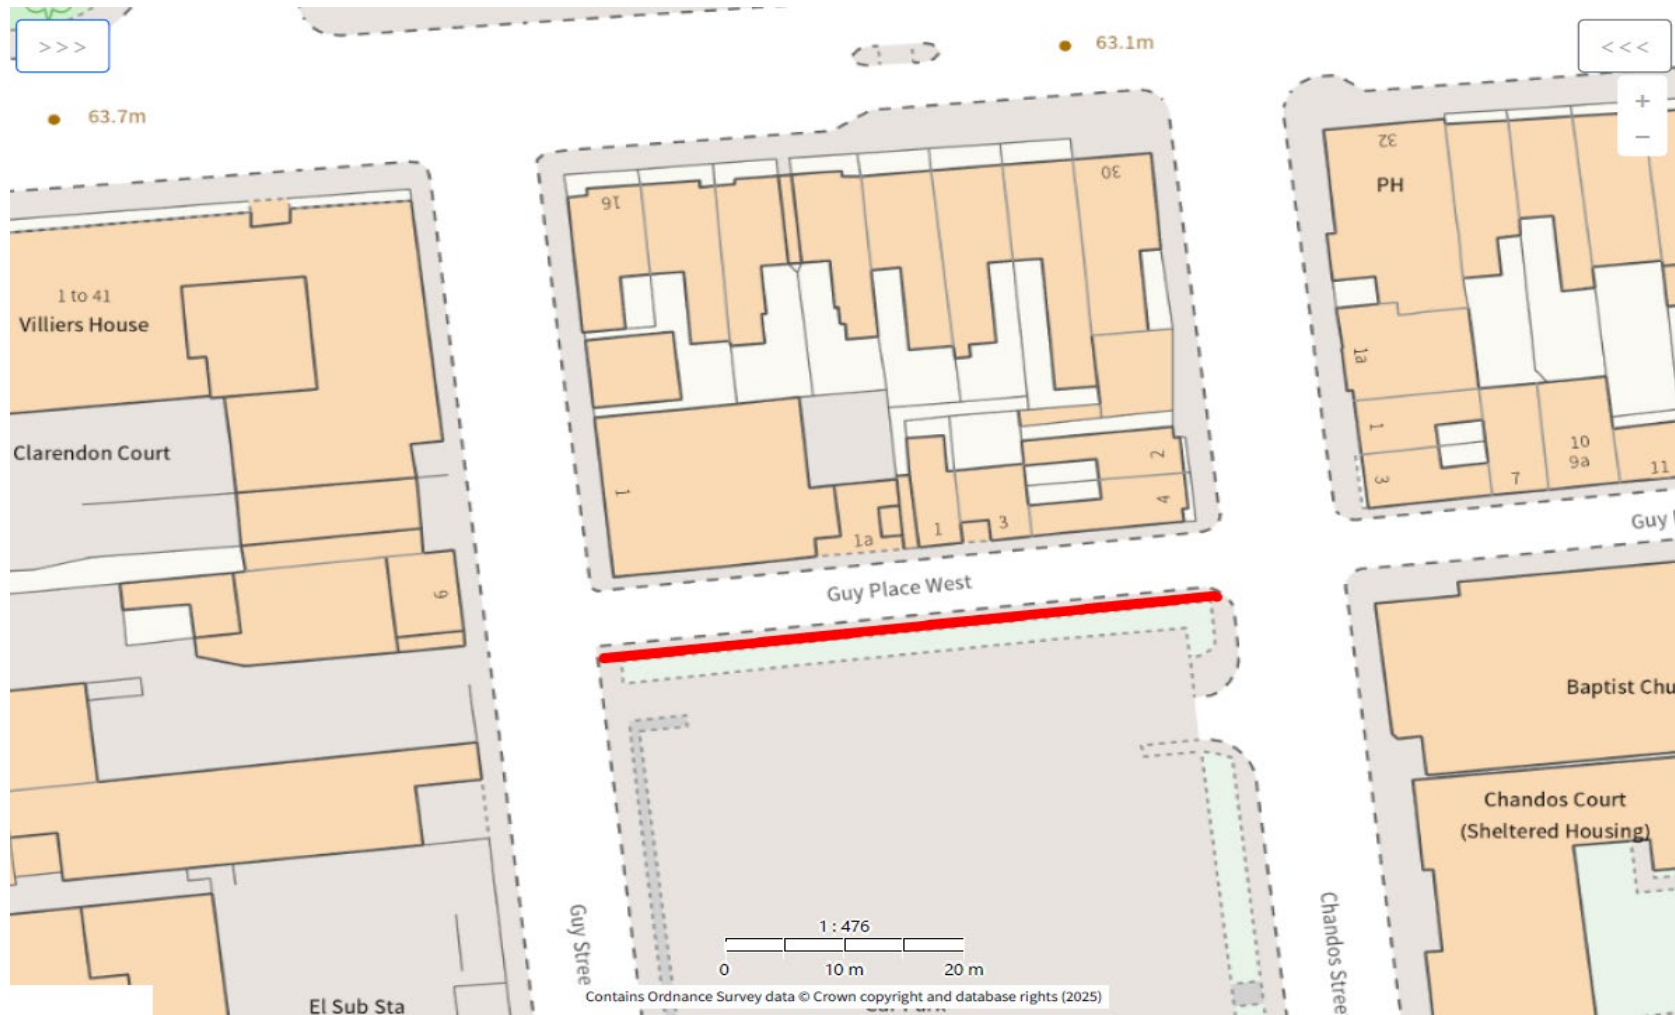 >>>
<<<
63.1m
+
63.7m
−
32
PH
30
16
1 to 41
Villiers House
1a
1
Clarendon Court
2
10
9a
11
3
7
4
1
1a
1
3
Guy
Guy Place West
9
Baptist Chu
Chandos Court
(Sheltered Housing)
Guy Stree
Chandos Stree
1 : 476
0
10 m
20 m
Contains Ordnance Survey data © Crown copyright and database rights (2025)
El Sub Sta